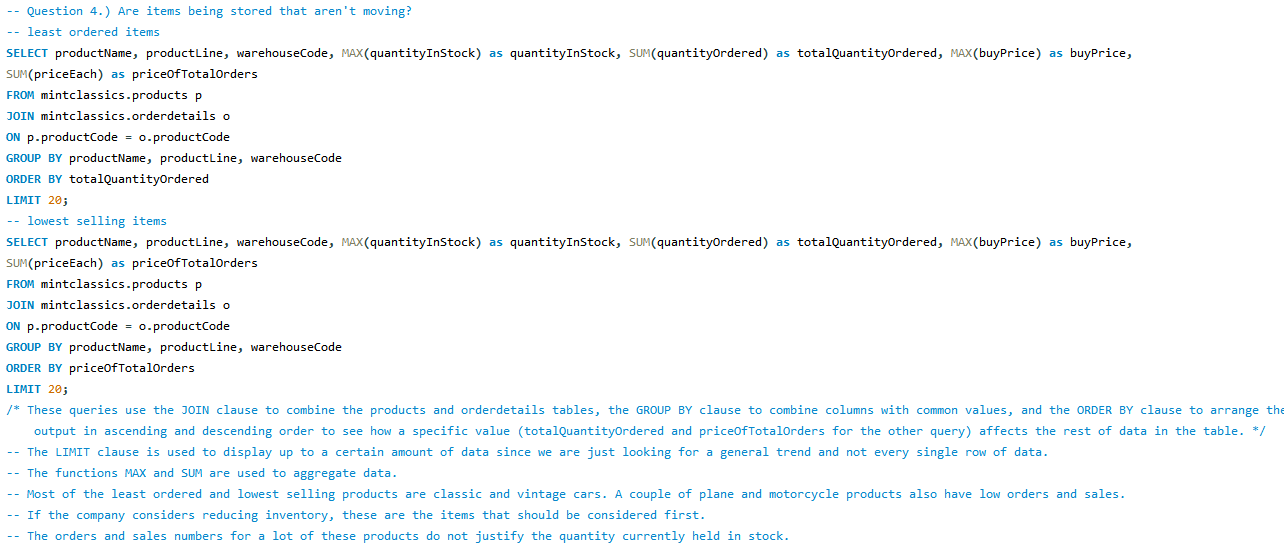 -- Question 4.) Are items being stored that aren't moving?
-- least ordered items
SELECT productName, productLine, warehouseCode, MAX(quantityInStock) as quantityInStock, SUM(quantityOrdered) as totalQuantityOrdered, MAX(buyPrice) as buyPrice,
SUM(priceEach) as priceOfTotalOrders
FROM mintclassics.products p
JOIN mintclassics.orderdetails o
ON p.productCode = o.productCode
GROUP BY productName, productLine, warehouseCode
ORDER BY totalQuantityOrdered
LIMIT 20;
-- lowest selling items
SELECT productName, productLine, warehouseCode, MAX(quantityInStock) as quantityInStock, SUM(quantityOrdered) as totalQuantityOrdered, MAX(buyPrice) as buyPrice,
SUM(priceEach) as priceOfTotalOrders
FROM mintclassics.products p
JOIN mintclassics.orderdetails o
ON p.productCode = o.productCode
GROUP BY productName, productLine, warehouseCode
ORDER BY priceOfTotalOrders
LIMIT 20;
/* These queries use the JOIN clause to combine the products and orderdetails tables, the GROUP BY clause to combine columns with common values, and the ORDER BY clause to arrange the
output in ascending and descending order to see how a specific value (totalQuantityOrdered and priceOfTotalOrders for the other query) affects the rest of data in the table. */
-- The LIMIT clause is used to display up to a certain amount of data since we are just looking for a general trend and not every single row of data.
-- The functions MAX and SUM are used to aggregate data.
-- Most of the least ordered and lowest selling products are classic and vintage cars. A couple of plane and motorcycle products also have low orders and sales.
-- If the company considers reducing inventory, these are the items that should be considered first.
-- The orders and sales numbers for a lot of these products do not justify the quantity currently held in stock.